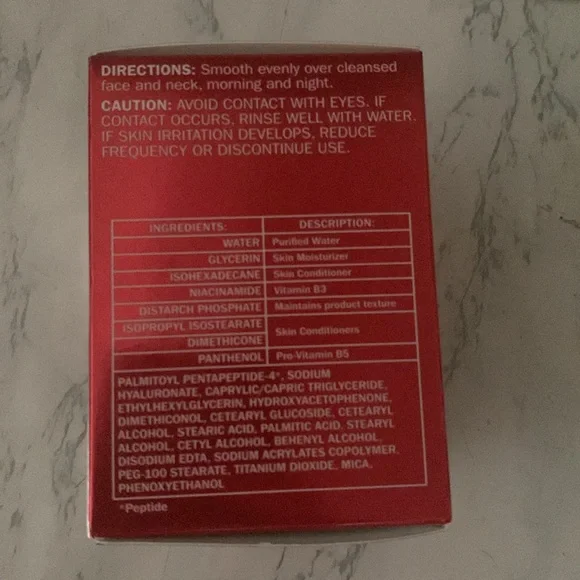 DIRECTIONS: Smooth evenly over cleansed
face and neck, morning and night.
CAUTION: AVOID CONTACT WITH EYES. IF
CONTACT OCCURS, RINSE WELL WITH WATER.
IF SKIN IRRITATION DEVELOPS, REDUCE
FREQUENCY OR DISCONTINUE USE.
INGREDIENTS: DESCRIPTION:
WATER Purified Water
GLYCERIN Skin Moisturizer
ISOHEXADECANE Skin Conditioner
NIACINAMIDE Vitamin B3
DISTARCH PHOSPHATE Maintains product texture
ISOPROPYL ISOSTEARATE
Skin Conditioners
DIMETHICONE
PANTHENOL Pro-Vitamin B5
PALMITOYL PENTAPEPTIDE-4*, SODIUM
HYALURONATE, CAPRYLIC/CAPRIC TRIGLYCERIDE,
ETHYLHEXYLGLYCERIN, HYDROXYACETOPHENONE,
DIMETHICONOL, CETEARYL GLUCOSIDE, CETEARYL
ALCOHOL, STEARIC ACID, PALMITIC ACID, STEARYL
ALCOHOL, CETYL ALCOHOL, BEHENYL ALCOHOL,
DISODIUM EDTA, SODIUM ACRYLATES COPOLYMER,
PEG-100 STEARATE, TITANIUM DIOXIDE, MICA,
PHENOXYETHANOL
*Peptide